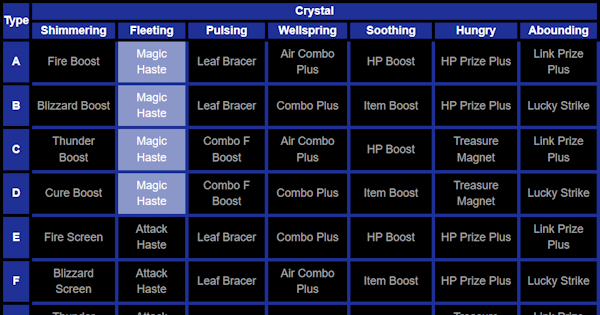 Type
Crystal
Shimmering Fleeting Pulsing Wellspring Soothing Hungry Abounding
A Fire Boost Magic Haste Leaf Bracer Air Combo Plus HP Boost HP Prize Plus Link Prize Plus
B Blizzard Boost Magic Haste Leaf Bracer Combo Plus Item Boost HP Prize Plus Lucky Strike
C Thunder Boost Magic Haste Combo F Boost Air Combo Plus HP Boost Treasure Magnet Link Prize Plus
D Cure Boost Magic Haste Combo F Boost Combo Plus Item Boost Treasure Magnet Lucky Strike
E Fire Screen Attack Haste Leaf Bracer Combo Plus HP Boost HP Prize Plus Link Prize Plus
F Blizzard Screen Attack Haste Leaf Bracer Air Combo Plus Item Boost HP Prize Plus Lucky Strike